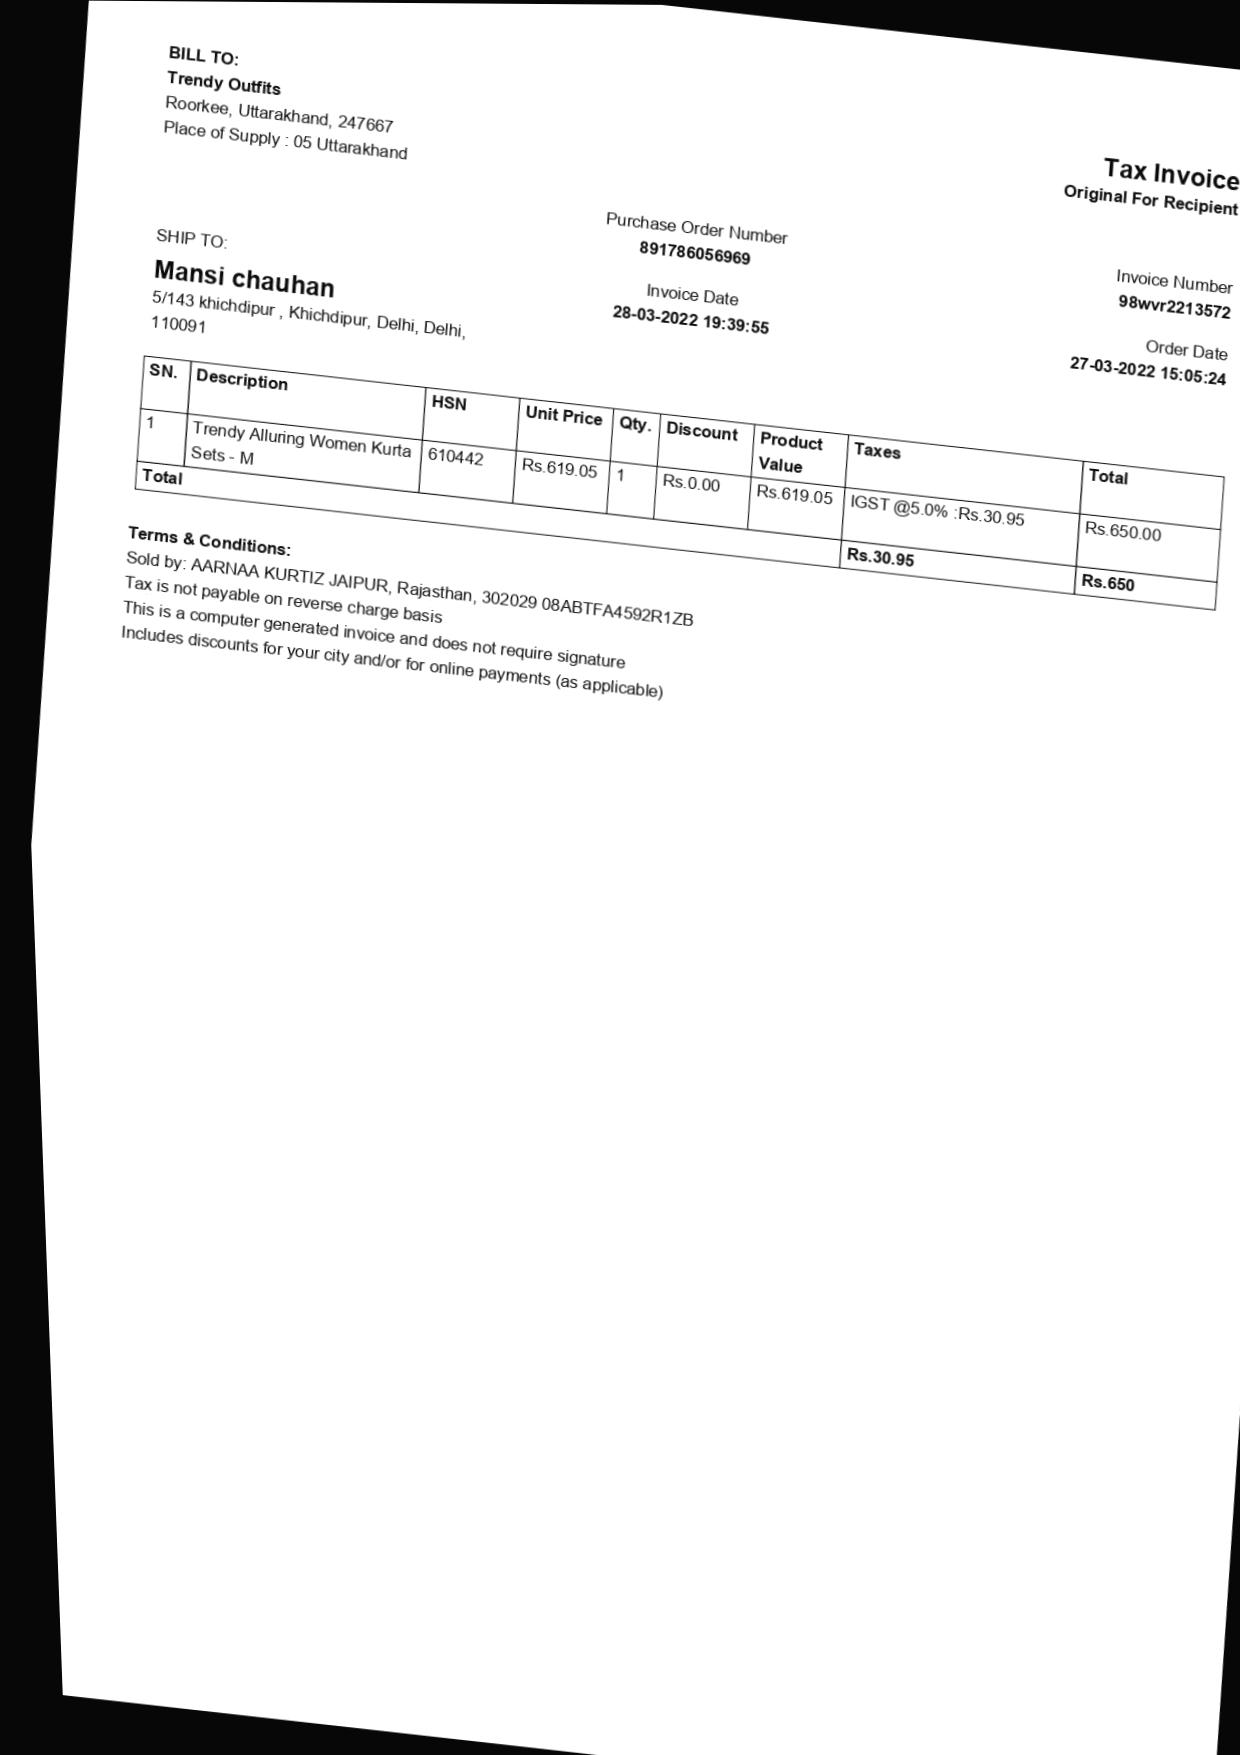 BILL TO:
Trendy Outfits
Roorkee, Uttarakhand, 247667
Place of Supply : 05 Uttarakhand
Tax Invoice
Original For Recipient
SHIP TO:
Mansi chauhan
5/143 khichdipur , Khichdipur, Delhi, Delhi,
110091
Purchase Order Number
891786056969
Invoice Date
28-03-2022 19:39:55
Invoice Number
98wvr2213572
Order Date
27-03-2022 15:05:24
SN. Description HSN Unit Price Qty. Discount Product Value Taxes Total
1 Trendy Alluring Women Kurta Sets - M 610442 Rs.619.05 1 Rs.0.00 Rs.619.05 IGST @5.0% :Rs.30.95 Rs.650.00
Total Rs.30.95 Rs.650
Terms & Conditions:
Sold by: AARNAA KURTIZ JAIPUR, Rajasthan, 302029 08ABTFA4592R1ZB
Tax is not payable on reverse charge basis
This is a computer generated invoice and does not require signature
Includes discounts for your city and/or for online payments (as applicable)